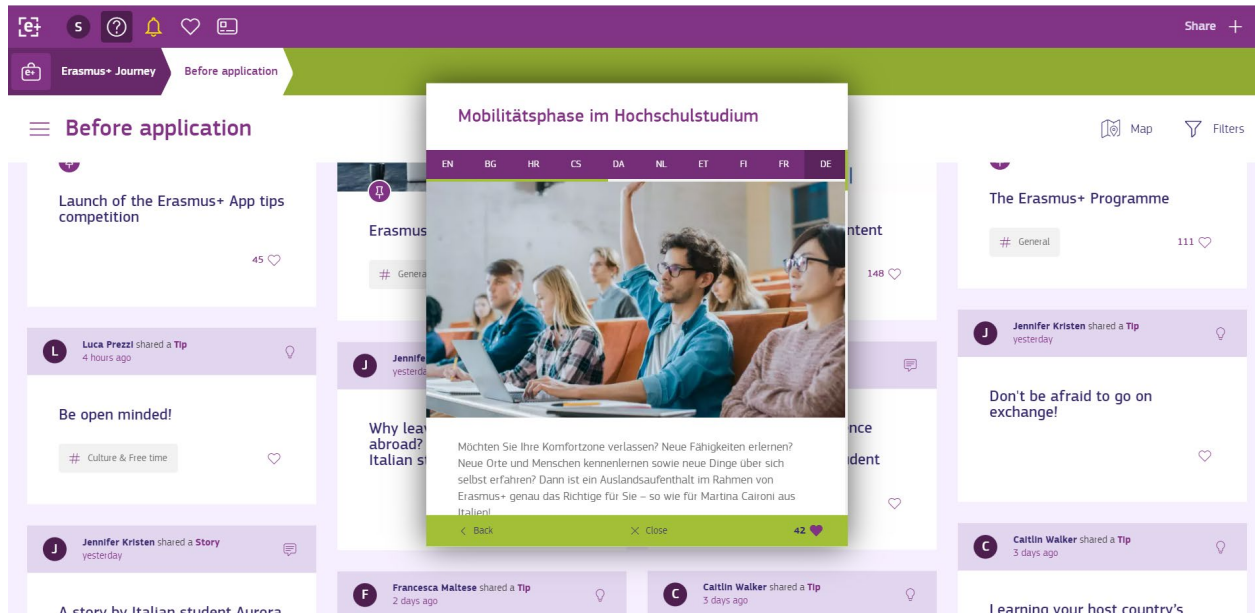 e+
S
Share
e+
Erasmus+ Journey
Before application
Before application
Map
Filters
Launch of the Erasmus+ App tips
competition
45
Erasmus
# Genera
148
The Erasmus+ Programme
# General
111
Mobilitätsphase im Hochschulstudium
EN BG HR CS DA NL ET FI FR DE
Möchten Sie Ihre Komfortzone verlassen? Neue Fähigkeiten erlernen?
Neue Orte und Menschen kennenlernen sowie neue Dinge über sich
selbst erfahren? Dann ist ein Auslandsaufenthalt im Rahmen von
Erasmus+ genau das Richtige für Sie – so wie für Martina Caironi aus
Italien!
< Back
Close
42
L
Luca Prezzi shared a Tip
4 hours ago
Be open minded!
# Culture & Free time
J
Jennife
yesterda
Why leav
abroad?
Italian st
J
Jennifer Kristen shared a Tip
yesterday
Don't be afraid to go on
exchange!
J
Jennifer Kristen shared a Story
yesterday
A story by Italian student Aurora
F
Francesca Maltese shared a Tip
2 days ago
C
Caitlin Walker shared a Tip
3 days ago
C
Caitlin Walker shared a Tip
3 days ago
Learning your host country's